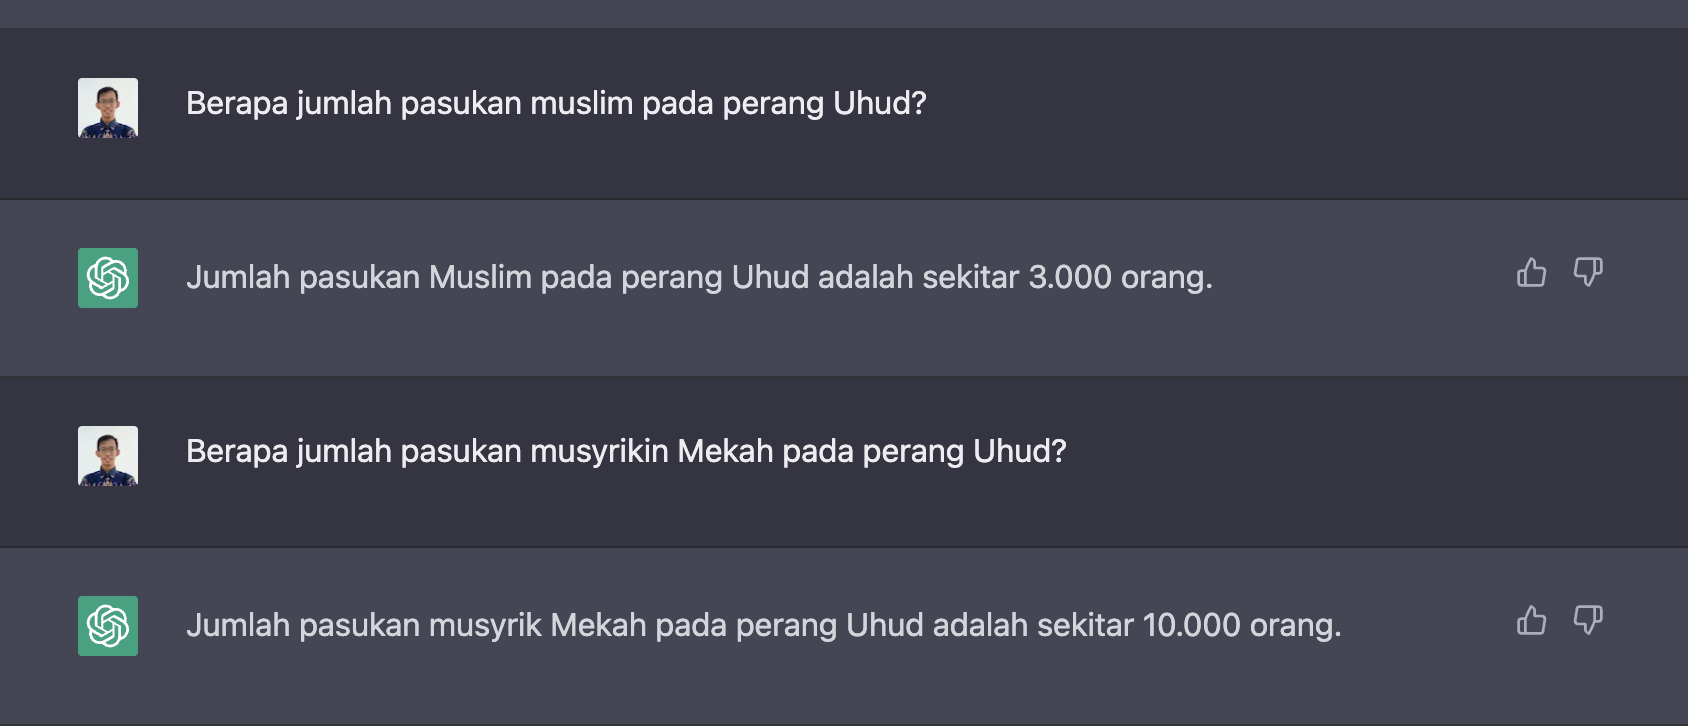 Berapa jumlah pasukan muslim pada perang Uhud?
Jumlah pasukan Muslim pada perang Uhud adalah sekitar 3.000 orang.
Berapa jumlah pasukan musyrikin Mekah pada perang Uhud?
Jumlah pasukan musyrik Mekah pada perang Uhud adalah sekitar 10.000 orang.